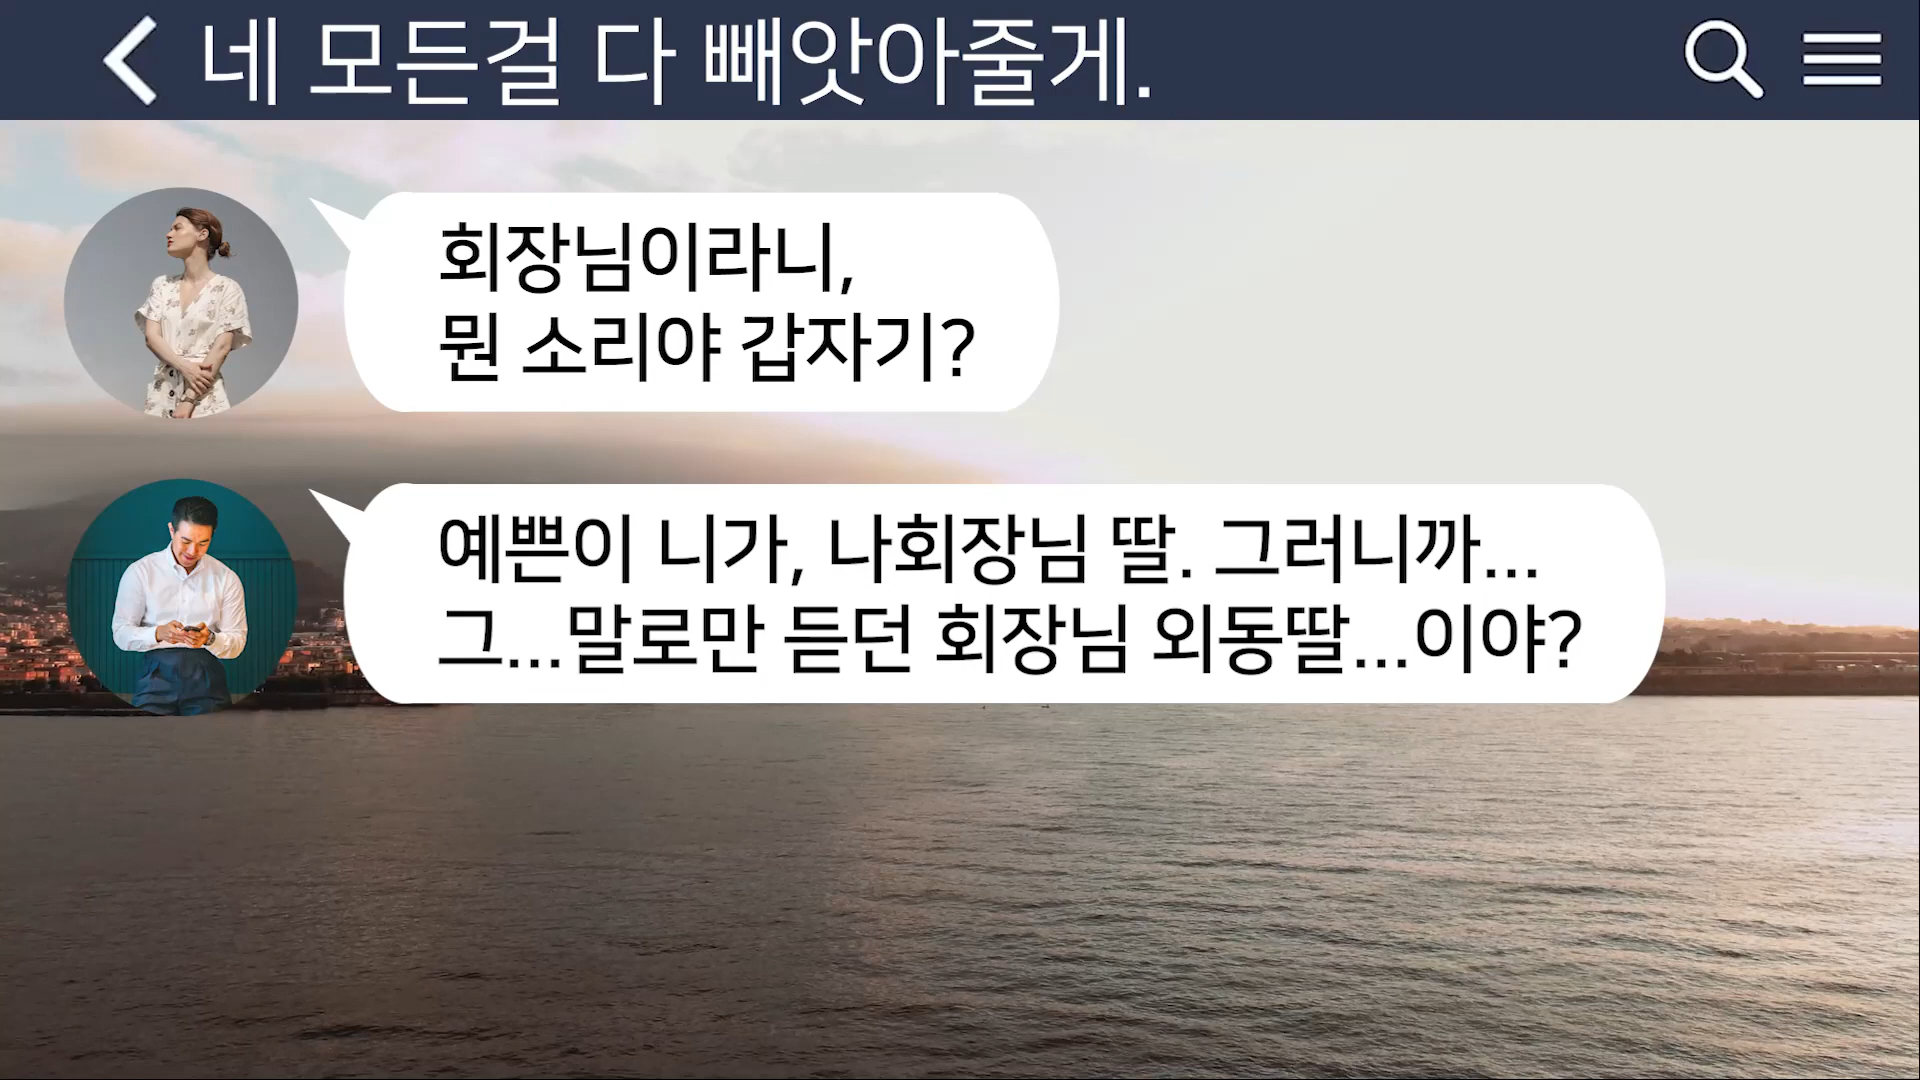 네 모든걸 다 빼앗아줄게.
회장님이라니,
뭔 소리야 갑자기?
예쁜이 니가, 나회장님 딸. 그러니까...
그...말로만 듣던 회장님 외동딸...이야?